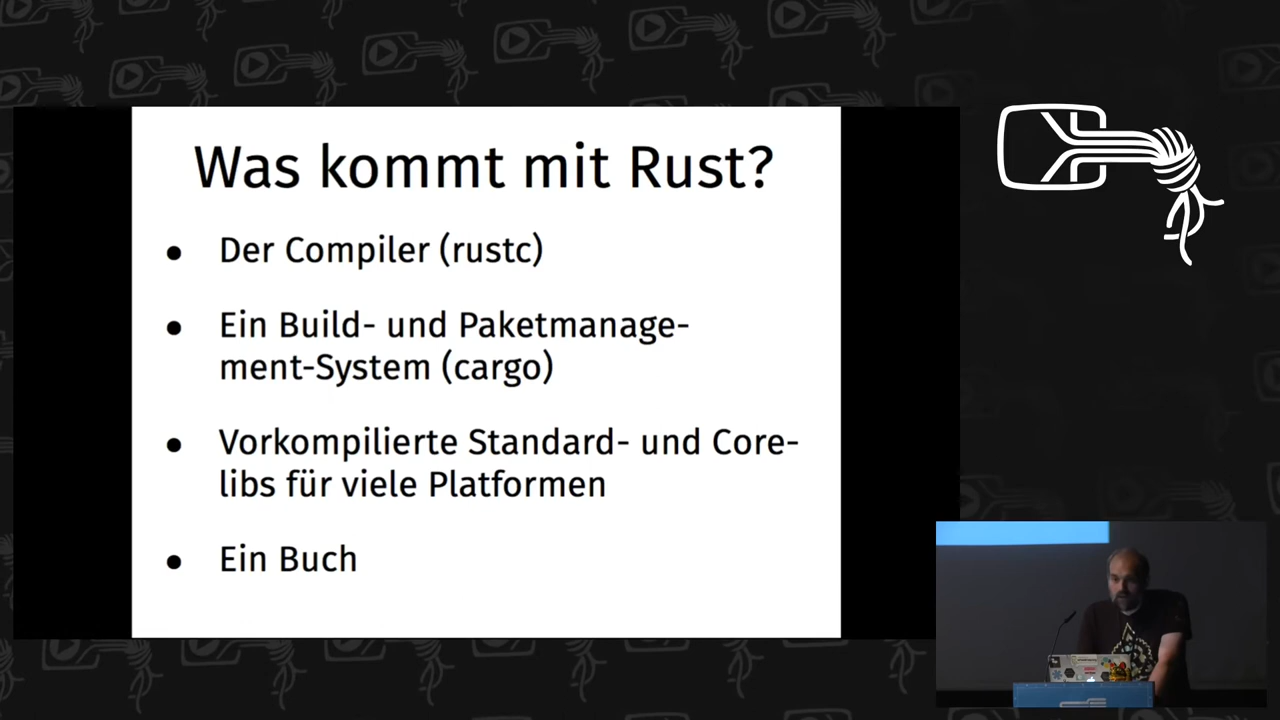 Was kommt mit Rust?
● Der Compiler (rustc)
● Ein Build- und Paketmanage-
ment-System (cargo)
● Vorkompilierte Standard- und Core-
libs für viele Platformen
● Ein Buch